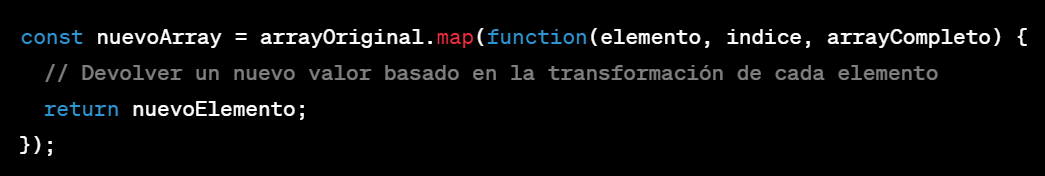 const nuevoArray = arrayOriginal.map(function(elemento, indice, arrayCompleto) {
  // Devolver un nuevo valor basado en la transformación de cada elemento
  return nuevoElemento;
});